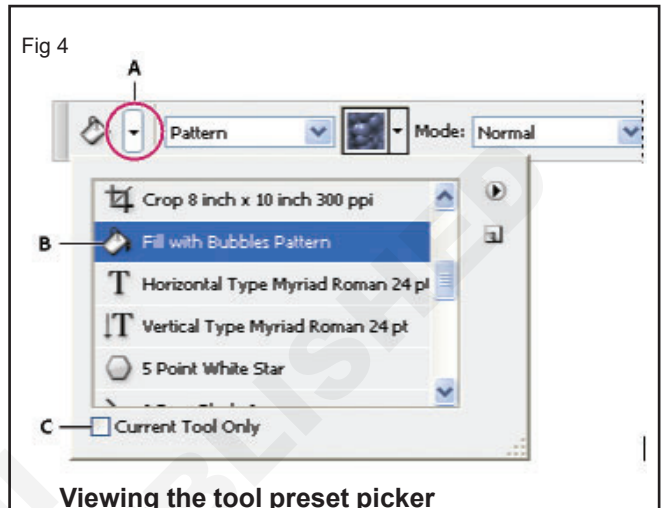 Fig 4
A
Pattern Mode: Normal
Crop 8 inch x 10 inch 300 ppi
B Fill with Bubbles Pattern
Horizontal Type Myriad Roman 24 pt
Vertical Type Myriad Roman 24 pt
5 Point White Star
C Current Tool Only
Viewing the tool preset picker